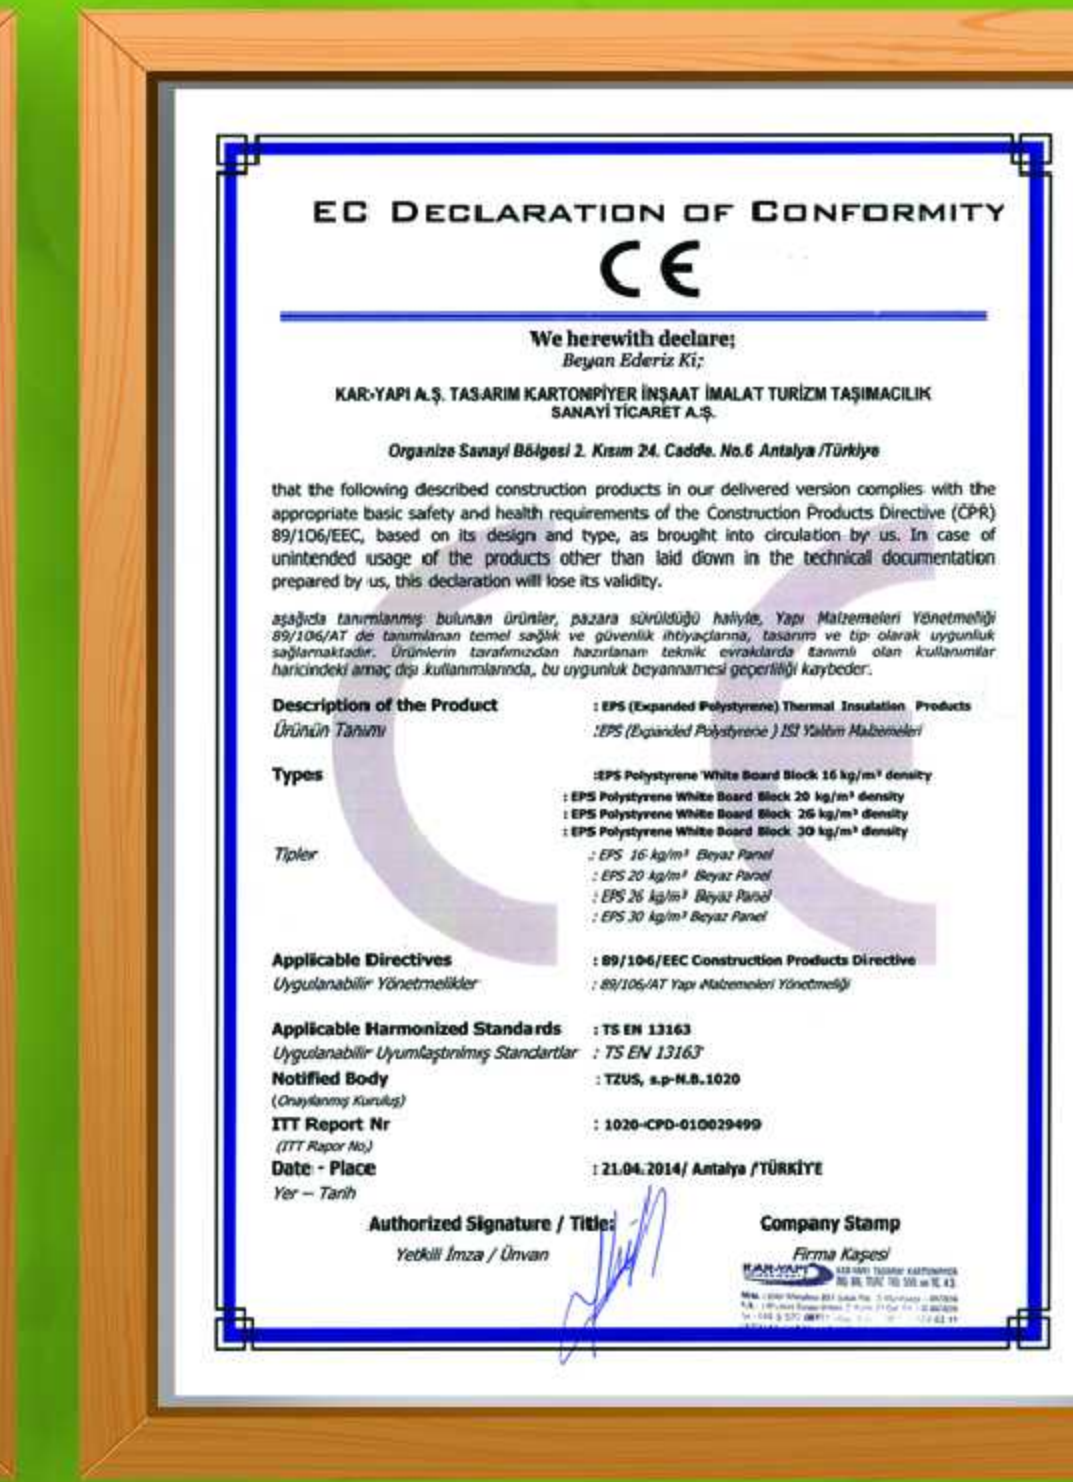 EC DECLARATION OF CONFORMITY
CE
We herewith declare;
Beyan Ederiz Ki;
KAR-YAPI A.Ş. TASARIM KARTONPİYER İNŞAAT İMALAT TURİZM TAŞIMACILIK
SANAYİ TİCARET A.Ş.
Organize Sanayi Bölgesi 2. Kısım 24. Cadde. No.6 Antalya /Türkiye
that the following described construction products in our delivered version complies with the
appropriate basic safety and health requirements of the Construction Products Directive (CPR)
89/106/EEC, based on its design and type, as brought into circulation by us. In case of
unintended usage of the products other than laid down in the technical documentation
prepared by us, this declaration will lose its validity.
aşağıda tanımlanmış bulunan ürünler, pazara sürüldüğü haliyle, Yapı Malzemeleri Yönetmeliği
89/106/AT de tanımlanan temel sağlık ve güvenlik ihtiyaçlarına, tasarım ve tip olarak uygunluk
sağlamaktadır. Ürünlerin tarafımızdan hazırlanan teknik evraklarda tanımlı olan kullanımlar
haricindeki amaç dışı kullanımlarında, bu uygunluk beyannamesi geçerliliği kaybeder.
Description of the Product : EPS (Expanded Polystyrene) Thermal Insulation Products
Ürünün Tanımı :EPS (Expanded Polystyrene ) ISI Yalıtım Malzemeleri
Types :EPS Polystyrene White Board Block 16 kg/m³ density
: EPS Polystyrene White Board Block 20 kg/m³ density
: EPS Polystyrene White Board Block 26 kg/m³ density
: EPS Polystyrene White Board Block 30 kg/m³ density
Tipler : EPS 16 kg/m³ Beyaz Panel
: EPS 20 kg/m³ Beyaz Panel
: EPS 26 kg/m³ Beyaz Panel
: EPS 30 kg/m³ Beyaz Panel
Applicable Directives : 89/106/EEC Construction Products Directive
Uygulanabilir Yönetmelikler : 89/106/AT Yapı Malzemeleri Yönetmeliği
Applicable Harmonized Standards : TS EN 13163
Uygulanabilir Uyumlaştırılmış Standartlar : TS EN 13163
Notified Body : TZUS, s.p-N.B.1020
(Onaylanmış Kuruluş)
ITT Report Nr : 1020-CPD-010029499
(ITT Rapor No,)
Date - Place : 21.04.2014/ Antalya /TÜRKİYE
Yer – Tarih
Authorized Signature / Title: Company Stamp
Yetkili İmza / Ünvan Firma Kaşesi
KAR-YAPI